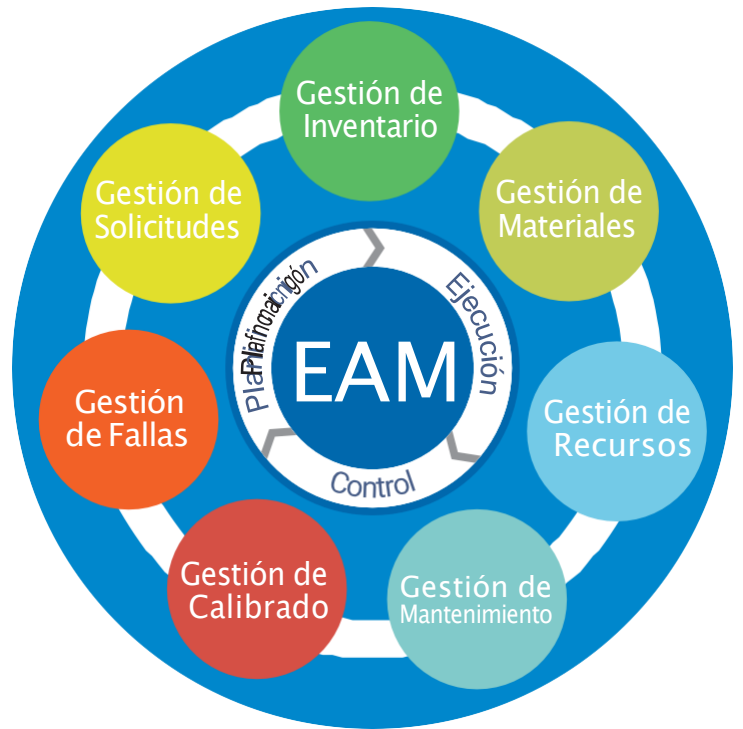 Gestión de
Inventario
Gestión de
Materiales
Gestión de
Recursos
Gestión de
Mantenimiento
Gestión de
Calibrado
Gestión
de Fallas
Gestión de
Solicitudes
Ejecución
Control
EAM